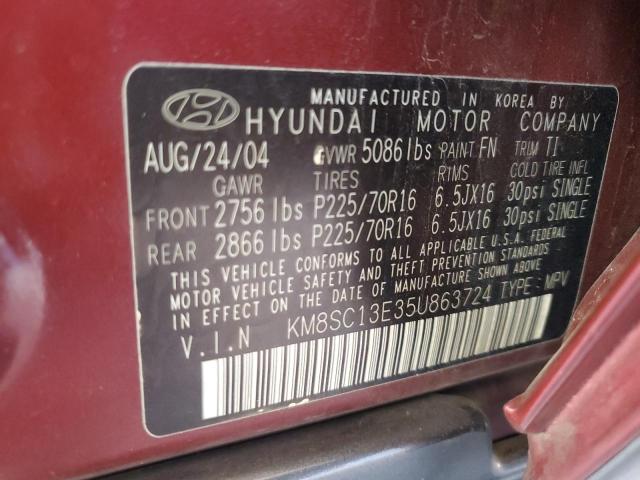 MANUFACTURED IN KOREA BY
HYUNDAI MOTOR COMPANY
AUG/24/04 GVWR 5086 lbs PAINT FN TRIM TI
GAWR TIRES RIMS COLD TIRE INFL
FRONT 2756 lbs P225/70R16 6.5JX16 30psi SINGLE
REAR 2866 lbs P225/70R16 6.5JX16 30psi SINGLE
THIS VEHICLE CONFORMS TO ALL APPLICABLE U.S.A. FEDERAL
MOTOR VEHICLE SAFETY AND THEFT PREVENTION STANDARDS
IN EFFECT ON THE DATE OF MANUFACTURE SHOWN ABOVE.
V.I.N KM8SC13E35U863724 TYPE: MPV